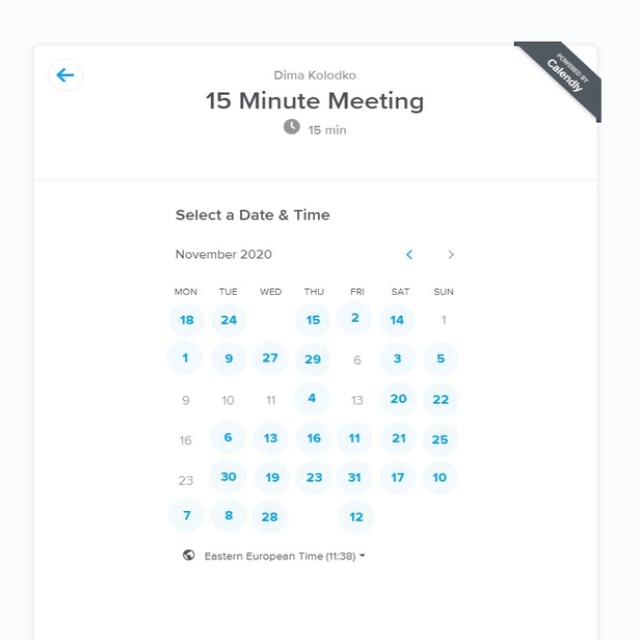 POWERED BY
Calendly
Dima Kolodko
15 Minute Meeting
15 min
Select a Date & Time
November 2020
MON TUE WED THU FRI SAT SUN
18 24 15 2 14 1
1 9 27 29 6 3 5
9 10 11 4 13 20 22
16 6 13 16 11 21 25
23 30 19 23 31 17 10
7 8 28 12
Eastern European Time (11:38)